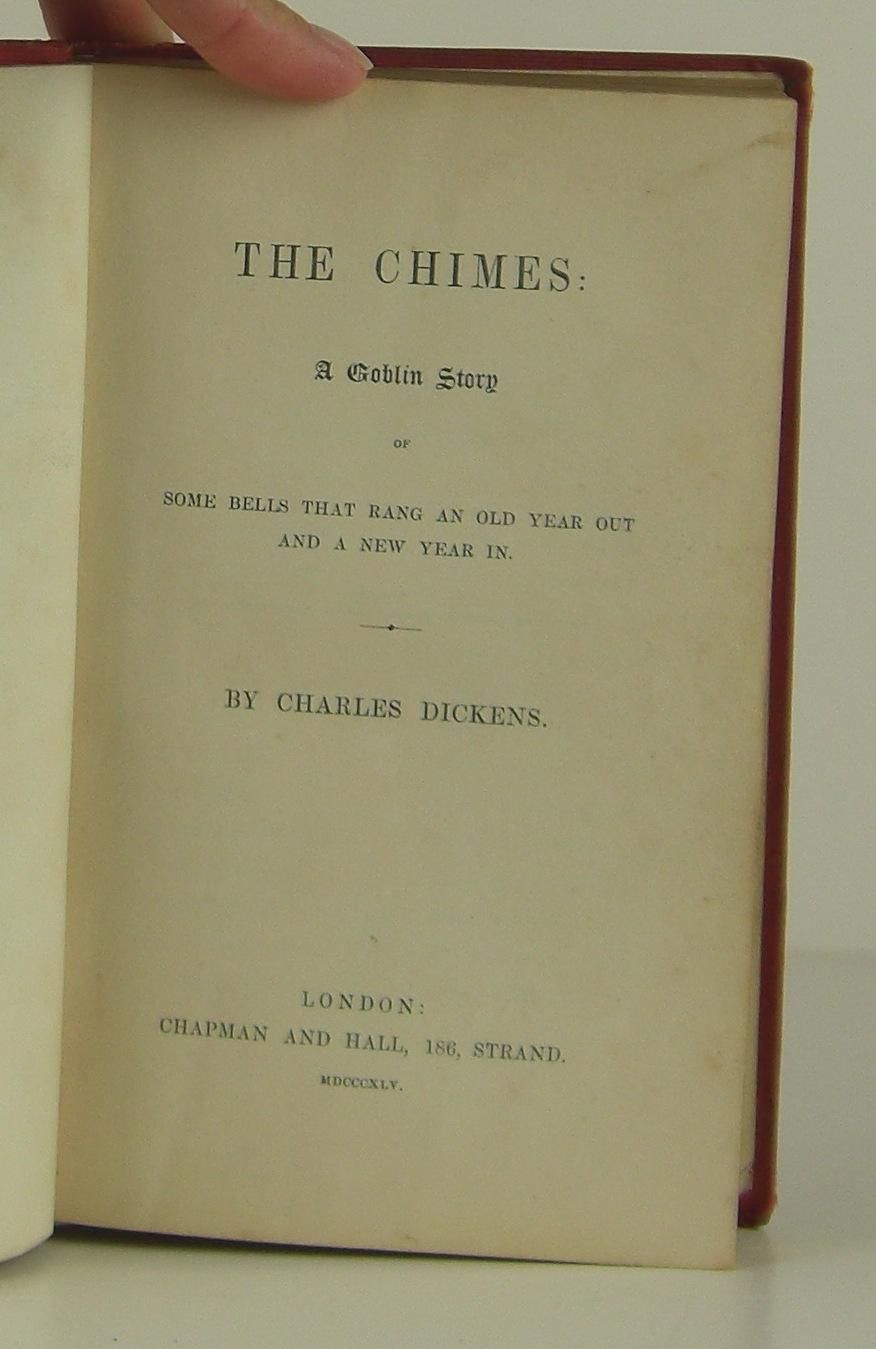 THE CHIMES:
A Goblin Story
OF
SOME BELLS THAT RANG AN OLD YEAR OUT
AND A NEW YEAR IN.
BY CHARLES DICKENS.
LONDON:
CHAPMAN AND HALL, 186, STRAND.
MDCCCXLV.